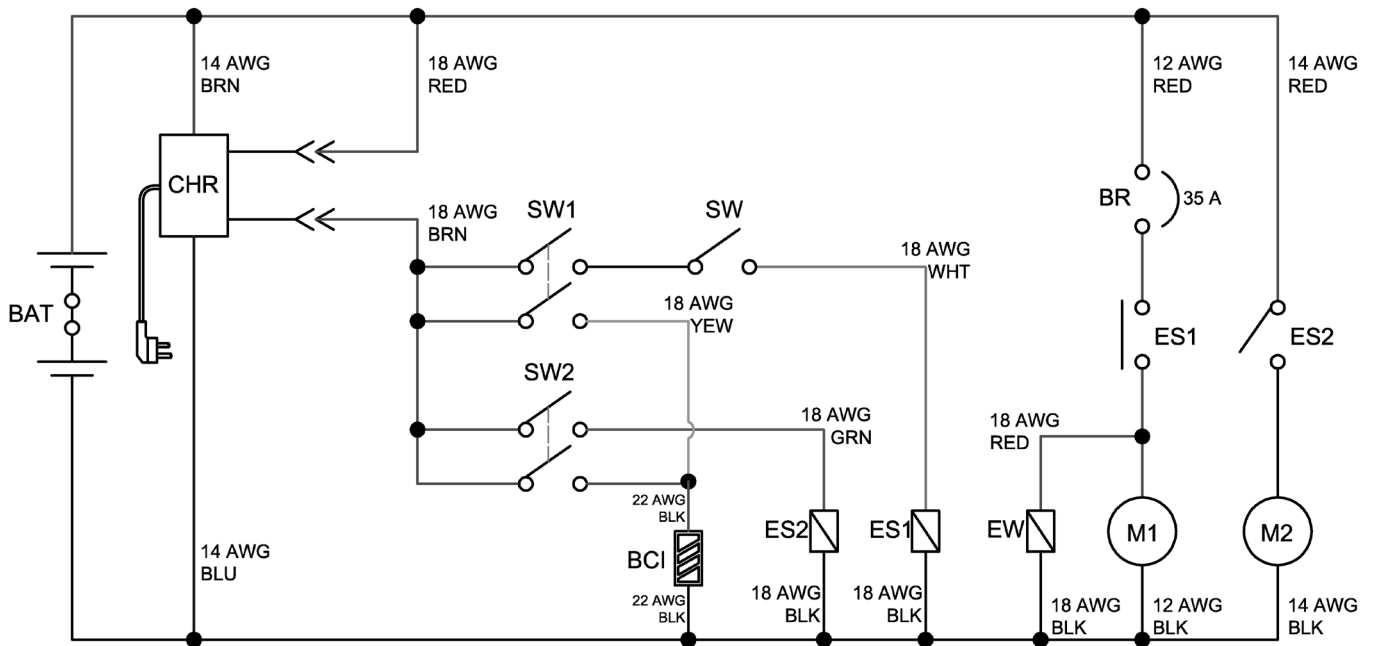 14 AWG
BRN
18 AWG
RED
12 AWG
RED
14 AWG
RED
CHR
BR
35 A
18 AWG
BRN
SW1
SW
18 AWG
WHT
18 AWG
YEW
BAT
ES1
ES2
SW2
18 AWG
GRN
18 AWG
RED
22 AWG
BLK
ES2
ES1
EW
M1
M2
14 AWG
BLU
BCI
22 AWG
BLK
18 AWG
BLK
18 AWG
BLK
18 AWG
BLK
12 AWG
BLK
14 AWG
BLK